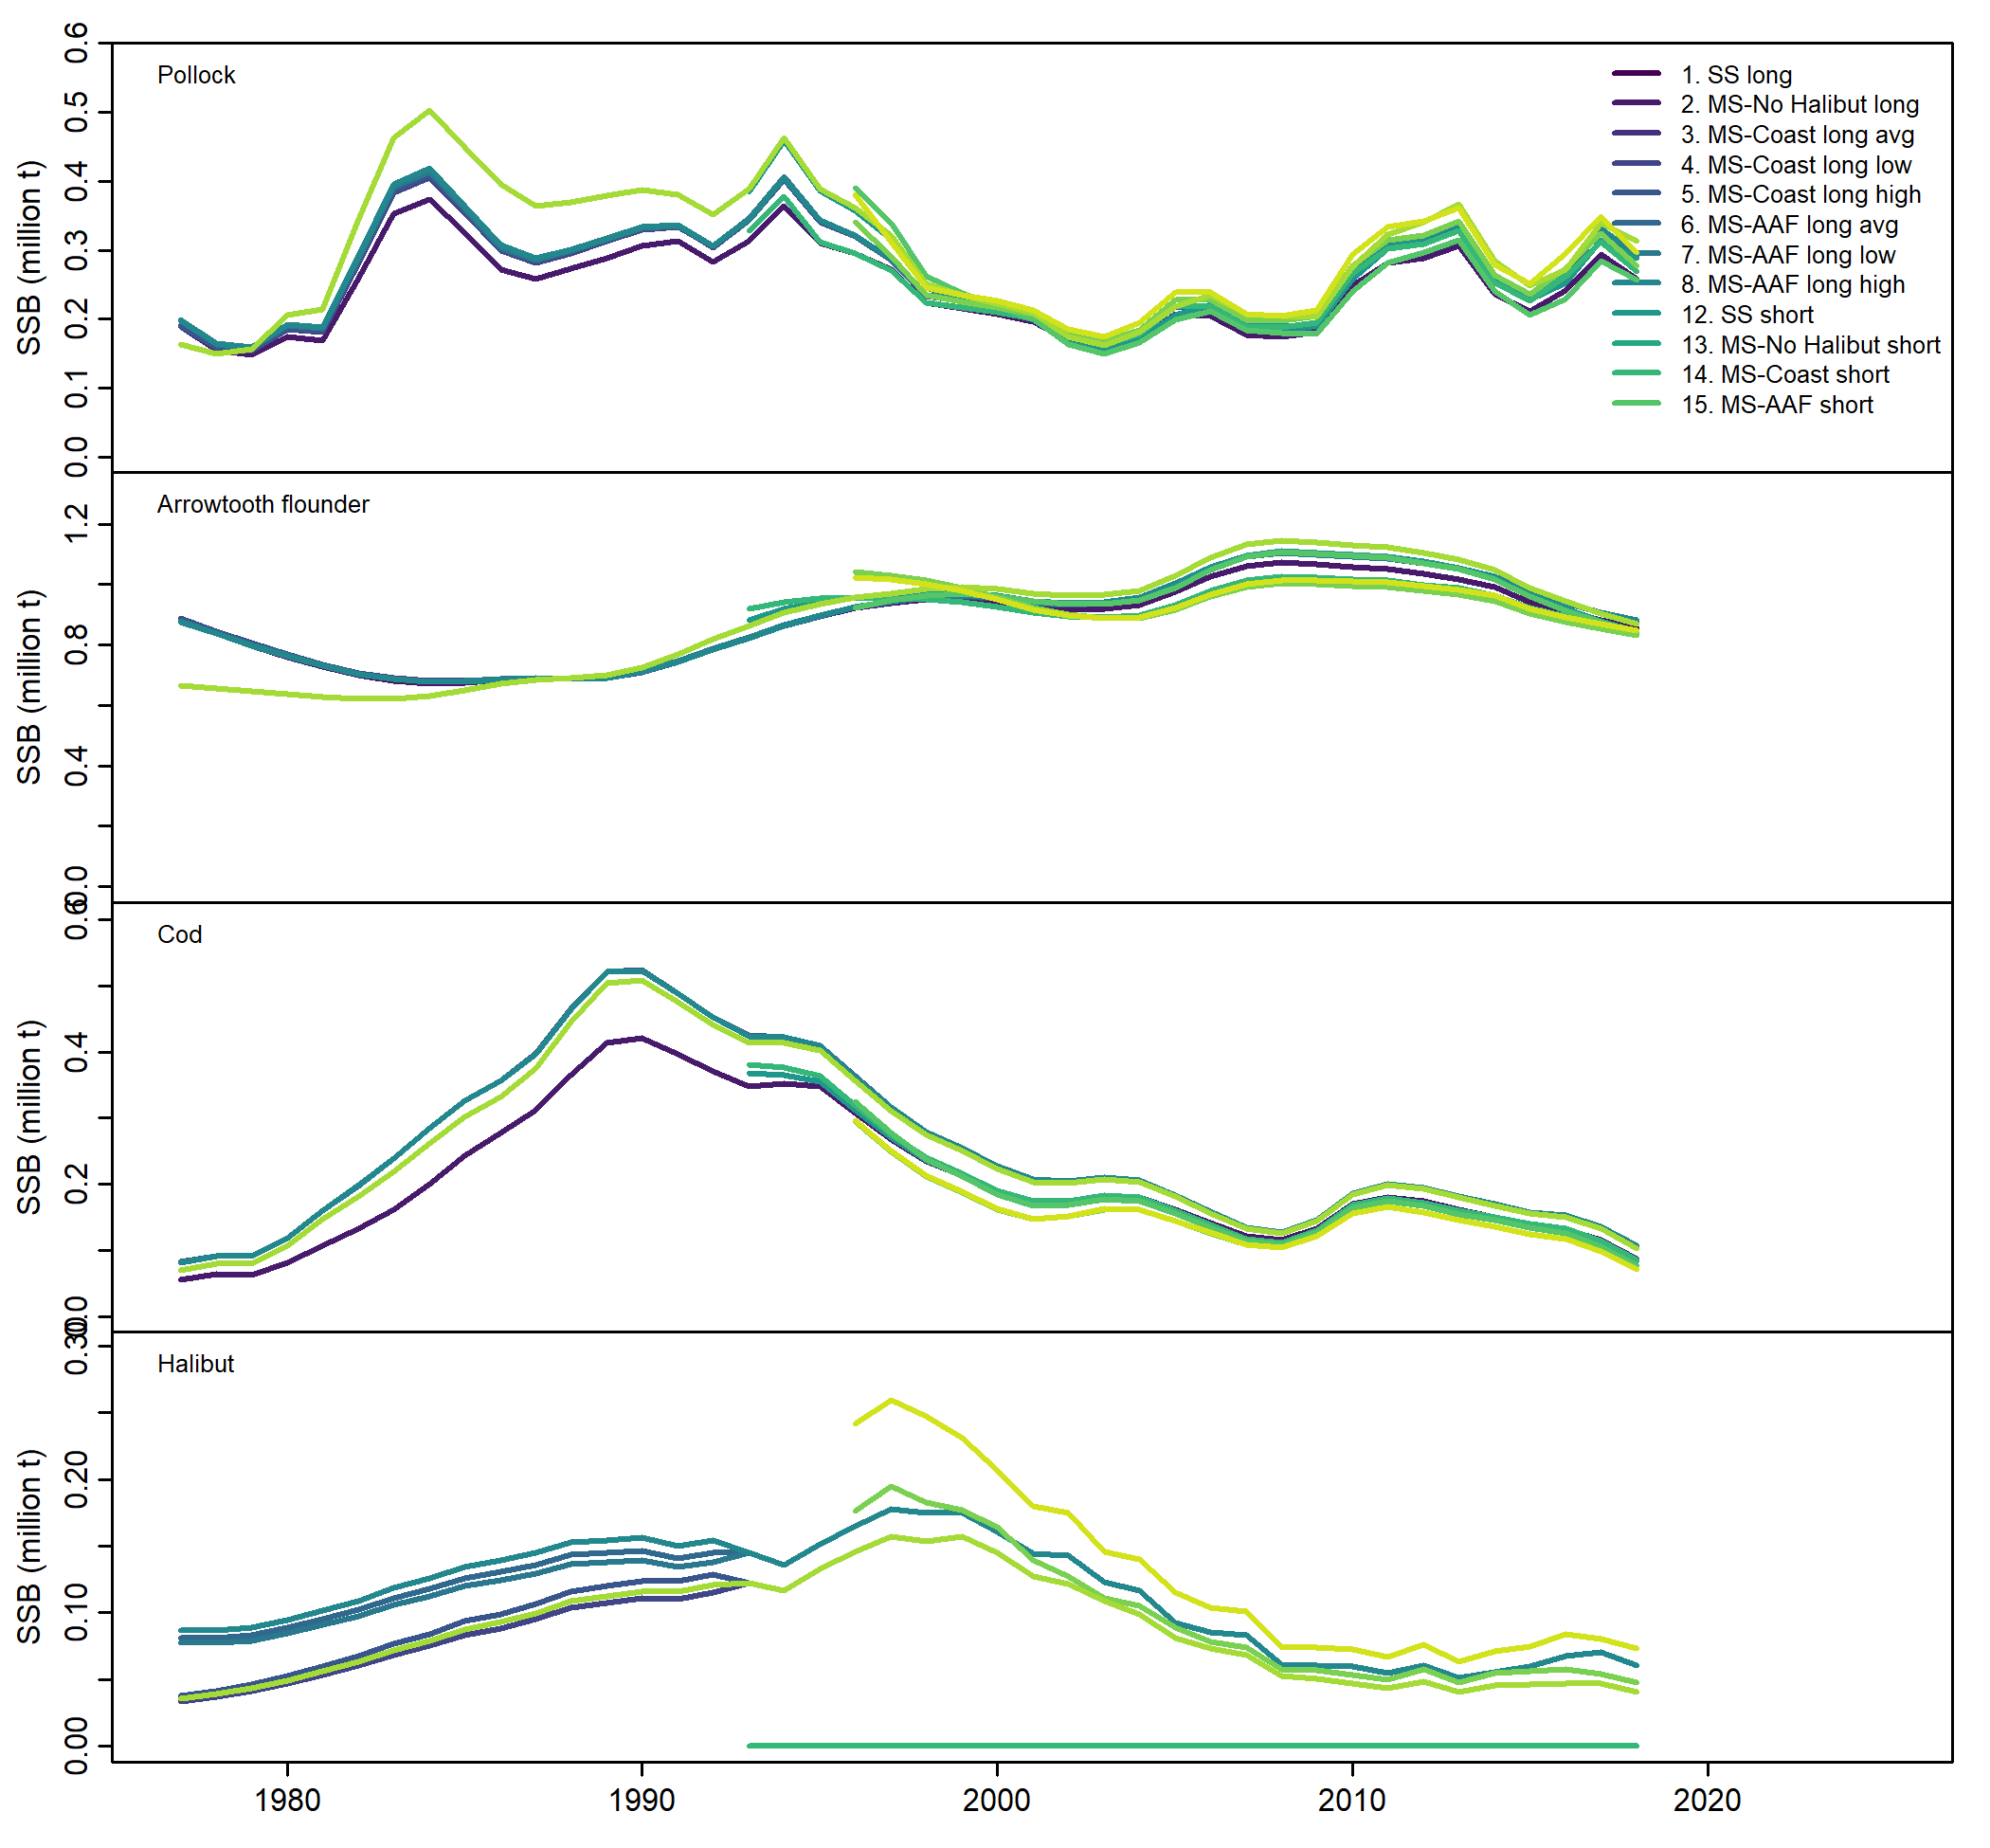 Pollock
SSB (million t)
0.6
0.5
0.4
0.3
0.2
0.1
0.0
1. SS long
2. MS-No Halibut long
3. MS-Coast long avg
4. MS-Coast long low
5. MS-Coast long high
6. MS-AAF long avg
7. MS-AAF long low
8. MS-AAF long high
12. SS short
13. MS-No Halibut short
14. MS-Coast short
15. MS-AAF short
Arrowtooth flounder
SSB (million t)
1.2
0.8
0.4
0.0
Cod
SSB (million t)
0.6
0.4
0.2
0.0
Halibut
SSB (million t)
0.30
0.20
0.10
0.00
1980 1990 2000 2010 2020